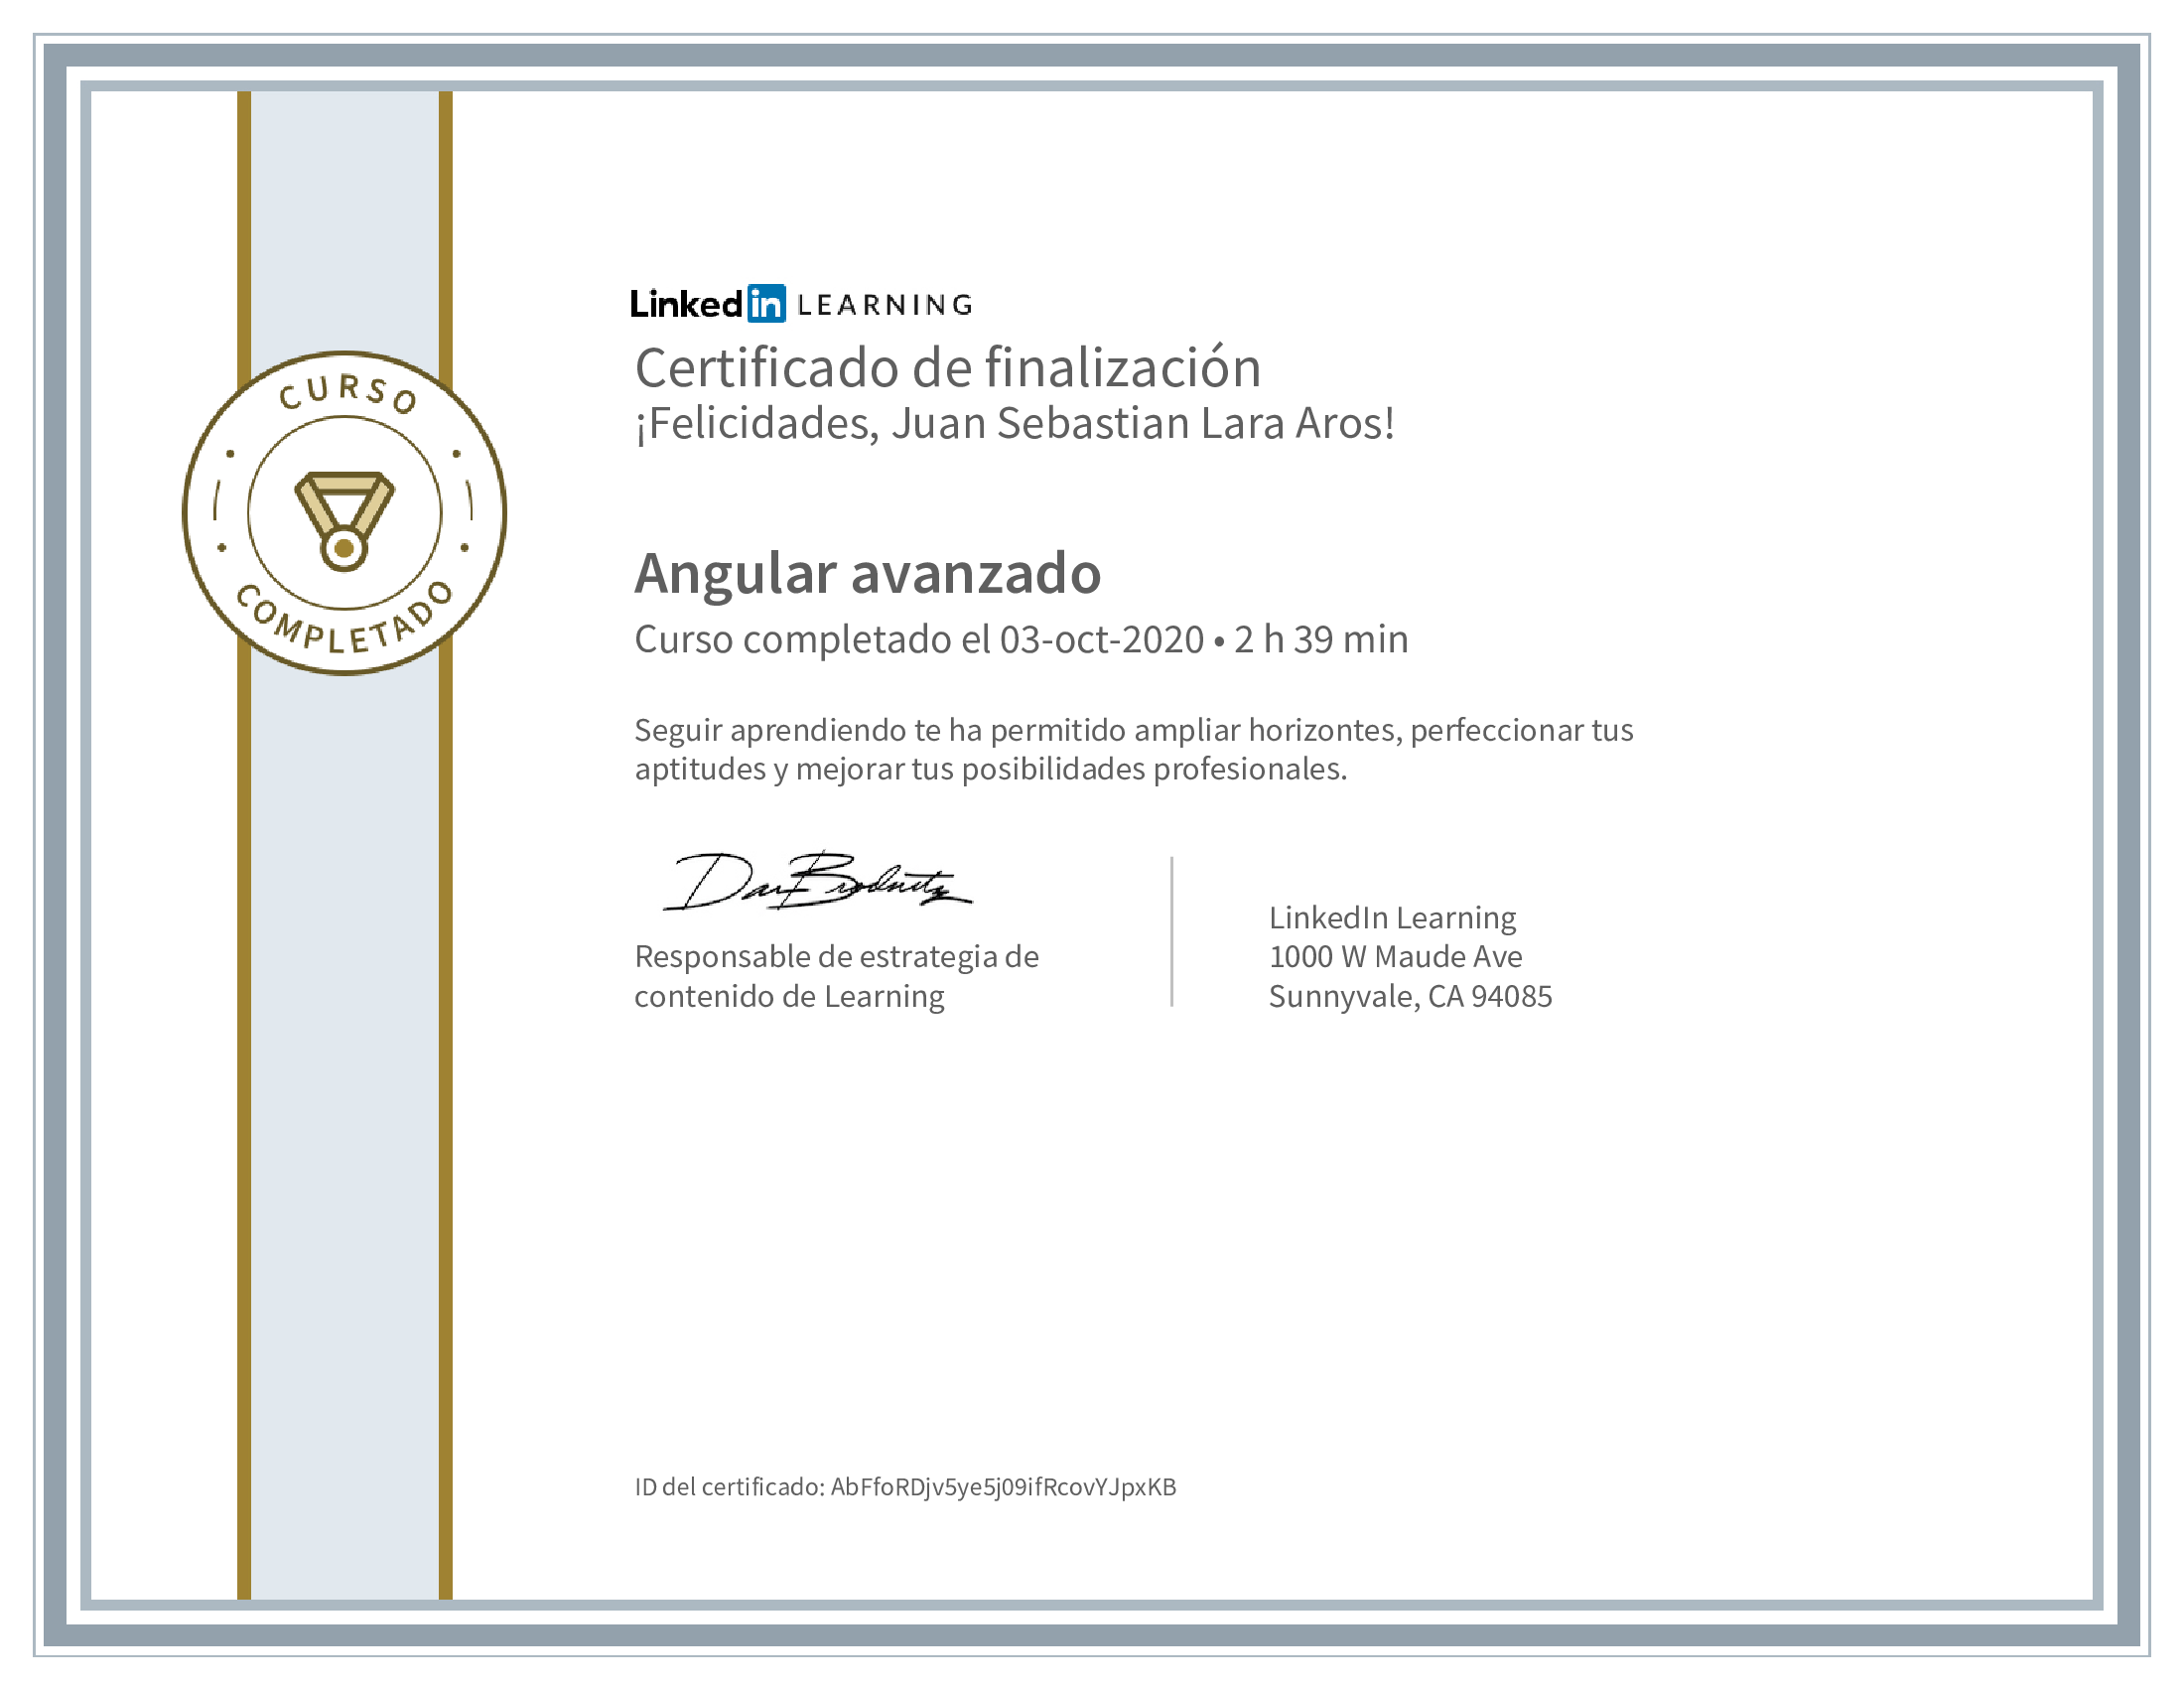 CURSO
COMPLETADO
Linked in LEARNING
Certificado de finalización
¡Felicidades, Juan Sebastian Lara Aros!
Angular avanzado
Curso completado el 03-oct-2020 • 2 h 39 min
Seguir aprendiendo te ha permitido ampliar horizontes, perfeccionar tus
aptitudes y mejorar tus posibilidades profesionales.
Dan Brodnitz
Responsable de estrategia de
contenido de Learning
LinkedIn Learning
1000 W Maude Ave
Sunnyvale, CA 94085
ID del certificado: AbFfoRDjv5ye5j09ifRcovYJpxKB